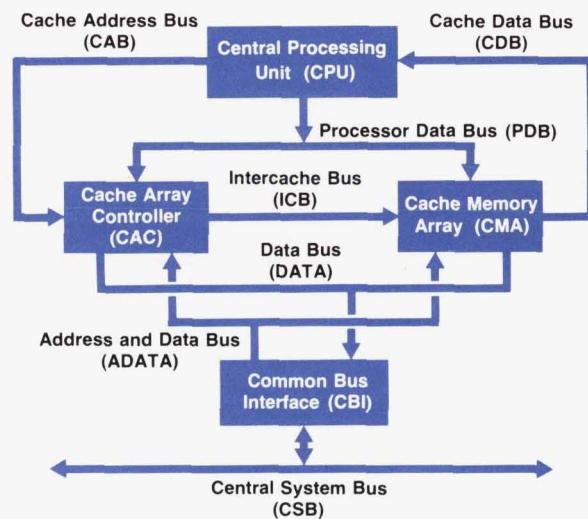 Cache Address Bus
(CAB)
Central Processing
Unit (CPU)
Cache Data Bus
(CDB)
Processor Data Bus (PDB)
Cache Array
Controller
(CAC)
Intercache Bus
(ICB)
Cache Memory
Array (CMA)
Data Bus
(DATA)
Address and Data Bus
(ADATA)
Common Bus
Interface (CBI)
Central System Bus
(CSB)